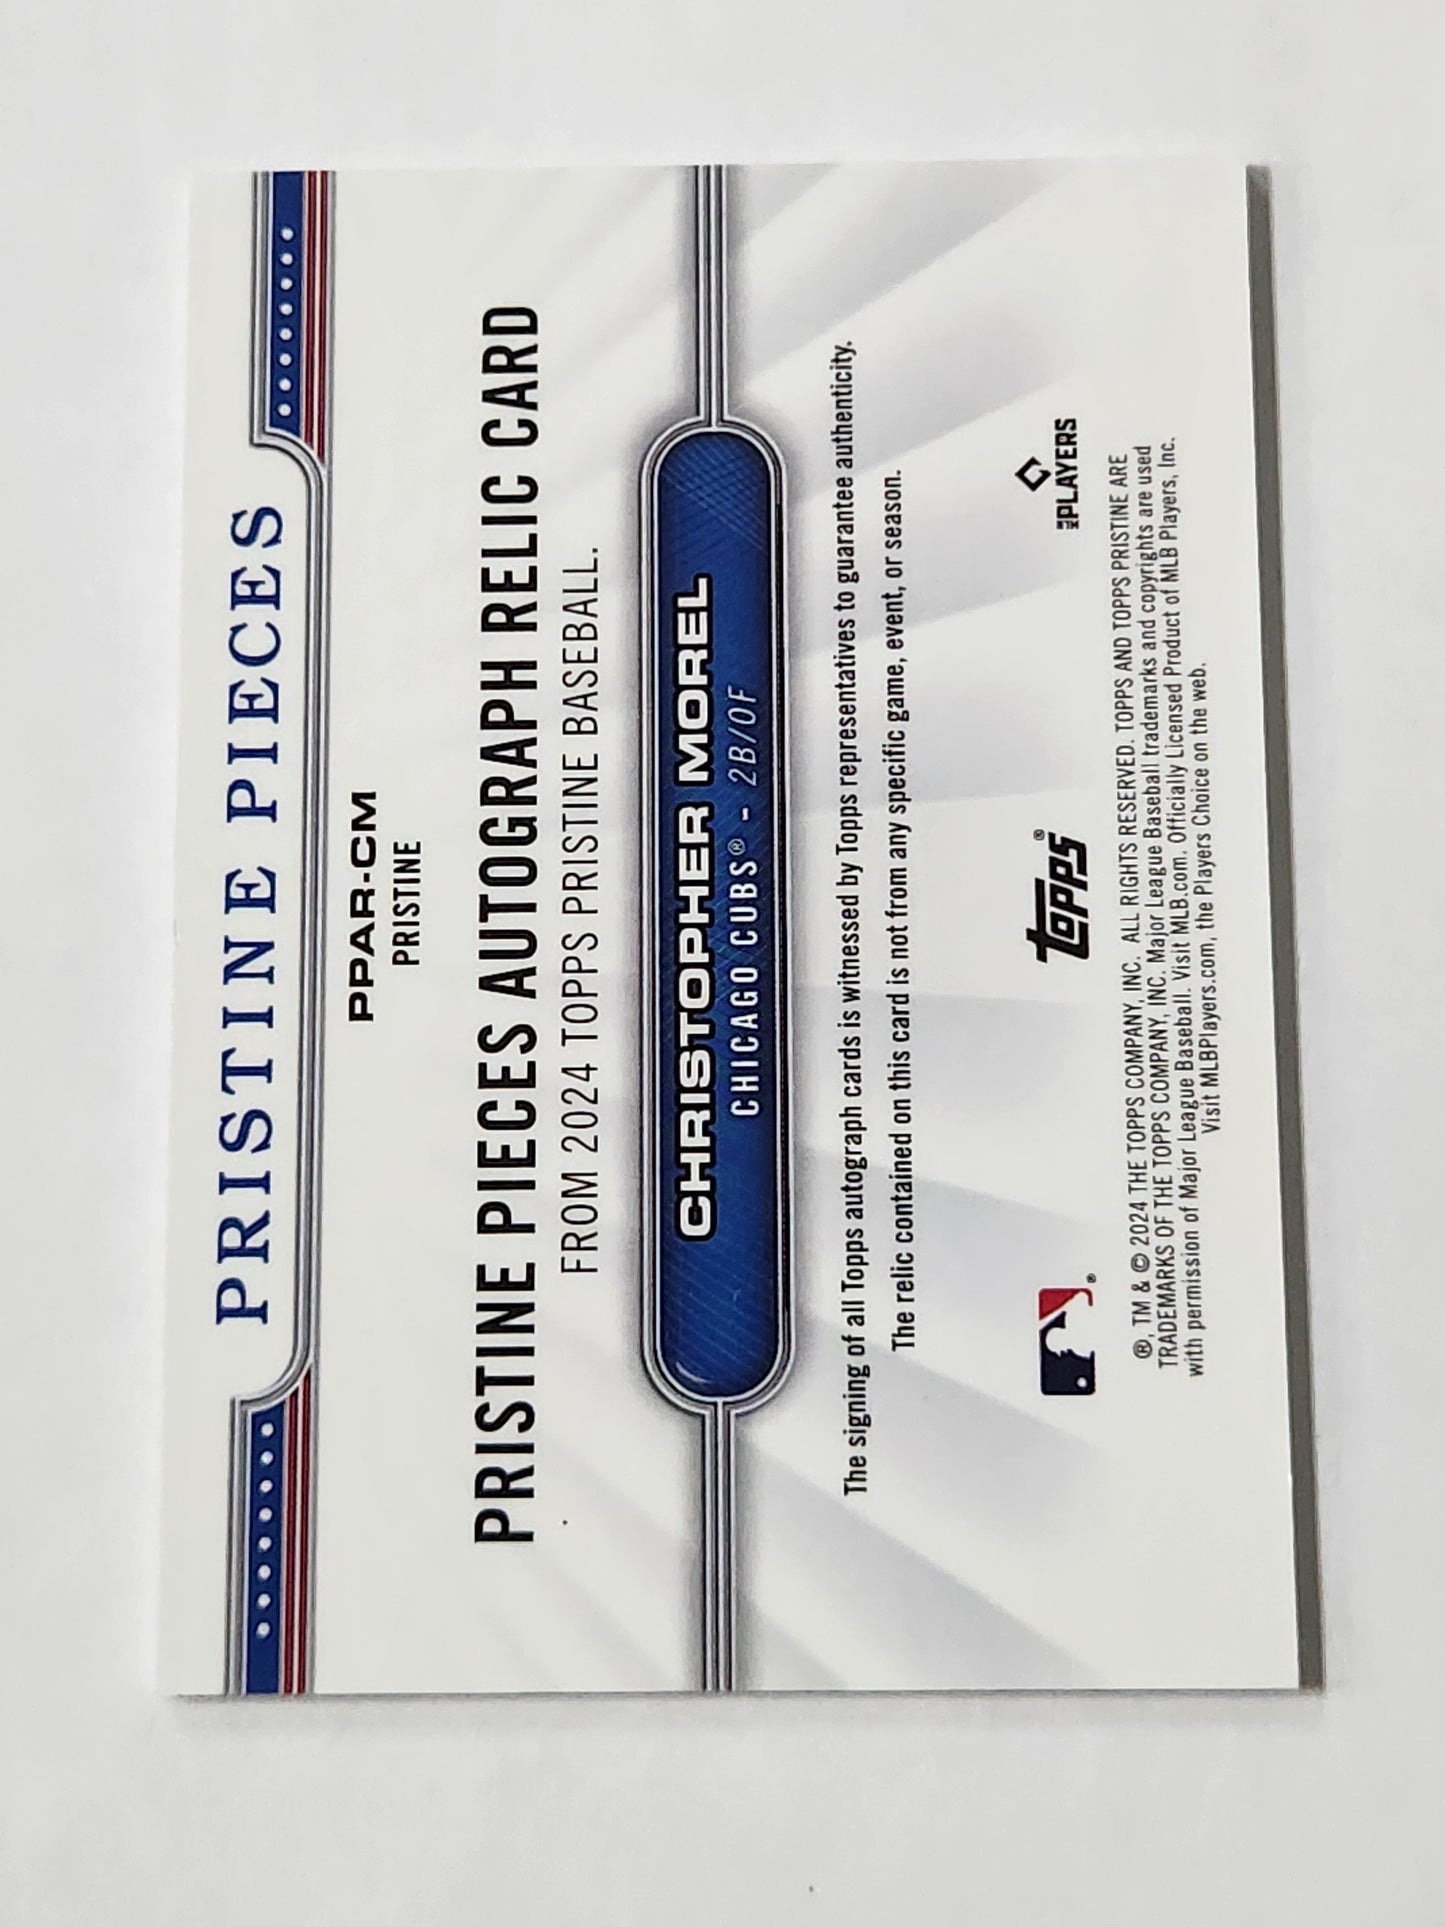 PRISTINE PIECES
PPAR-CM
PRISTINE
PRISTINE PIECES AUTOGRAPH RELIC CARD
FROM 2024 TOPPS PRISTINE BASEBALL.
CHRISTOPHER MOREL
CHICAGO CUBS® - 2B/OF
The signing of all Topps autograph cards is witnessed by Topps representatives to guarantee authenticity.
The relic contained on this card is not from any specific game, event, or season.
®
topps®
THE PLAYERS
®, TM & © 2024 THE TOPPS COMPANY, INC. ALL RIGHTS RESERVED. TOPPS AND TOPPS PRISTINE ARE
TRADEMARKS OF THE TOPPS COMPANY, INC. Major League Baseball trademarks and copyrights are used
with permission of Major League Baseball. Visit MLB.com. Officially Licensed Product of MLB Players, Inc.
Visit MLBPlayers.com, the Players Choice on the web.